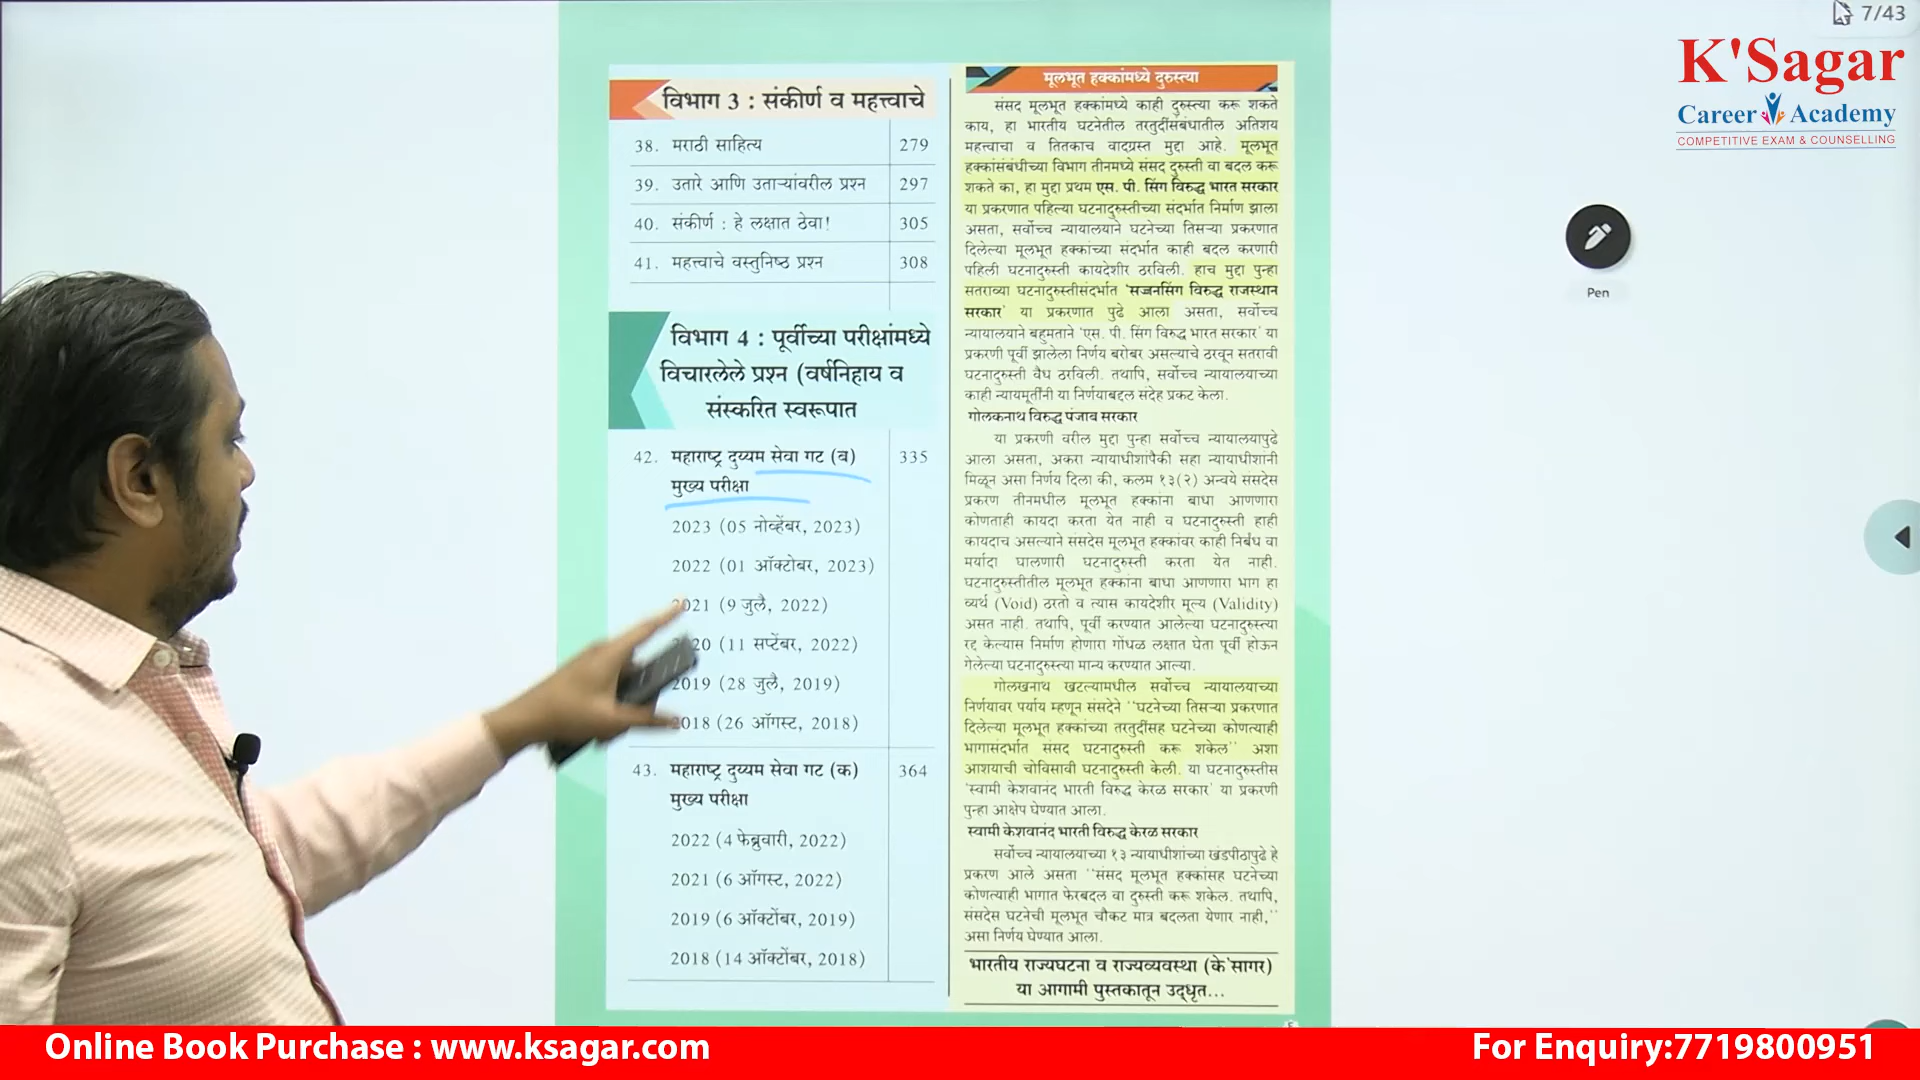 7/43
K'Sagar
Career Academy
COMPETITIVE EXAM & COUNSELLING
Pen
विभाग 3 : संकीर्ण व महत्त्वाचे
38. मराठी साहित्य 279
39. उतारे आणि उताऱ्यांवरील प्रश्न 297
40. संकीर्ण : हे लक्षात ठेवा! 305
41. महत्त्वाचे वस्तुनिष्ठ प्रश्न 308
विभाग 4 : पूर्वीच्या परीक्षांमध्ये
विचारलेले प्रश्न (वर्षनिहाय व
संस्करित स्वरूपात
42. महाराष्ट्र दुय्यम सेवा गट (ब) 335
मुख्य परीक्षा
2023 (05 नोव्हेंबर, 2023)
2022 (01 ऑक्टोबर, 2023)
2021 (9 जुलै, 2022)
20 (11 सप्टेंबर, 2022)
2019 (28 जुलै, 2019)
2018 (26 ऑगस्ट, 2018)
43. महाराष्ट्र दुय्यम सेवा गट (क) 364
मुख्य परीक्षा
2022 (4 फेब्रुवारी, 2022)
2021 (6 ऑगस्ट, 2022)
2019 (6 ऑक्टोंबर, 2019)
2018 (14 ऑक्टोंबर, 2018)
मूलभूत हक्कांमध्ये दुरुस्त्या
संसद मूलभूत हक्कांमध्ये काही दुरुस्त्या करू शकते
काय, हा भारतीय घटनेतील तरतुदींसंबंधातील अतिशय
महत्त्वाचा व तितकाच वादग्रस्त मुद्दा आहे. मूलभूत
हक्कांसंबंधीच्या विभाग तीनमध्ये संसद दुरुस्ती वा बदल करू
शकते का, हा मुद्दा प्रथम एस. पी. सिंग विरुद्ध भारत सरकार
या प्रकरणात पहिल्या घटनादुरुस्तीच्या संदर्भात निर्माण झाला
असता, सर्वोच्च न्यायालयाने घटनेच्या तिसऱ्या प्रकरणात
दिलेल्या मूलभूत हक्कांच्या संदर्भात काही बदल करणारी
पहिली घटनादुरुस्ती कायदेशीर ठरविली. हाच मुद्दा पुन्हा
सतराव्या घटनादुरुस्तीसंदर्भात 'सज्जनसिंग विरुद्ध राजस्थान
सरकार' या प्रकरणात पुढे आला असता, सर्वोच्च
न्यायालयाने बहुमताने 'एस. पी. सिंग विरुद्ध भारत सरकार' या
प्रकरणी पूर्वी झालेला निर्णय बरोबर असल्याचे ठरवून सतरावी
घटनादुरुस्ती वैध ठरविली. तथापि, सर्वोच्च न्यायालयाच्या
काही न्यायमूर्तींनी या निर्णयाबद्दल संदेह प्रकट केला.
गोलकनाथ विरुद्ध पंजाब सरकार
या प्रकरणी वरील मुद्दा पुन्हा सर्वोच्च न्यायालयापुढे
आला असता, अकरा न्यायाधीशांपैकी सहा न्यायाधीशांनी
मिळून असा निर्णय दिला की, कलम १३(२) अन्वये संसदेस
प्रकरण तीनमधील मूलभूत हक्कांना बाधा आणणारा
कोणताही कायदा करता येत नाही व घटनादुरुस्ती हाही
कायदाच असल्याने संसदेस मूलभूत हक्कांवर काही निर्बंध वा
मर्यादा घालणारी घटनादुरुस्ती करता येत नाही.
घटनादुरुस्तीतील मूलभूत हक्कांना बाधा आणणारा भाग हा
व्यर्थ (Void) ठरतो व त्यास कायदेशीर मूल्य (Validity)
असत नाही. तथापि, पूर्वी करण्यात आलेल्या घटनादुरुस्त्या
रद्द केल्यास निर्माण होणारा गोंधळ लक्षात घेता पूर्वी होऊन
गेलेल्या घटनादुरुस्त्या मान्य करण्यात आल्या.
गोलखनाथ खटल्यामधील सर्वोच्च न्यायालयाच्या
निर्णयावर पर्याय म्हणून संसदेने ''घटनेच्या तिसऱ्या प्रकरणात
दिलेल्या मूलभूत हक्कांच्या तरतुदींसह घटनेच्या कोणत्याही
भागासंदर्भात संसद घटनादुरुस्ती करू शकेल'' अशा
आशयाची चोविसावी घटनादुरुस्ती केली. या घटनादुरुस्तीस
'स्वामी केशवानंद भारती विरुद्ध केरळ सरकार' या प्रकरणी
पुन्हा आक्षेप घेण्यात आला.
स्वामी केशवानंद भारती विरुद्ध केरळ सरकार
सर्वोच्च न्यायालयाच्या १३ न्यायाधीशांच्या खंडपीठापुढे हे
प्रकरण आले असता ''संसद मूलभूत हक्कांसह घटनेच्या
कोणत्याही भागात फेरबदल वा दुरुस्ती करू शकेल. तथापि,
संसदेस घटनेची मूलभूत चौकट मात्र बदलता येणार नाही,''
असा निर्णय घेण्यात आला.
भारतीय राज्यघटना व राज्यव्यवस्था (के'सागर)
या आगामी पुस्तकातून उद्धृत...
Online Book Purchase : www.ksagar.com
For Enquiry:7719800951